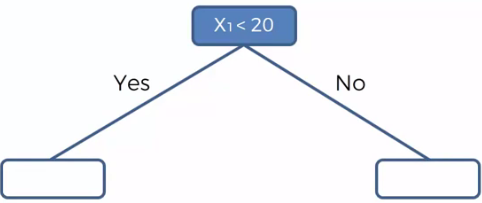 X₁ < 20
Yes
No